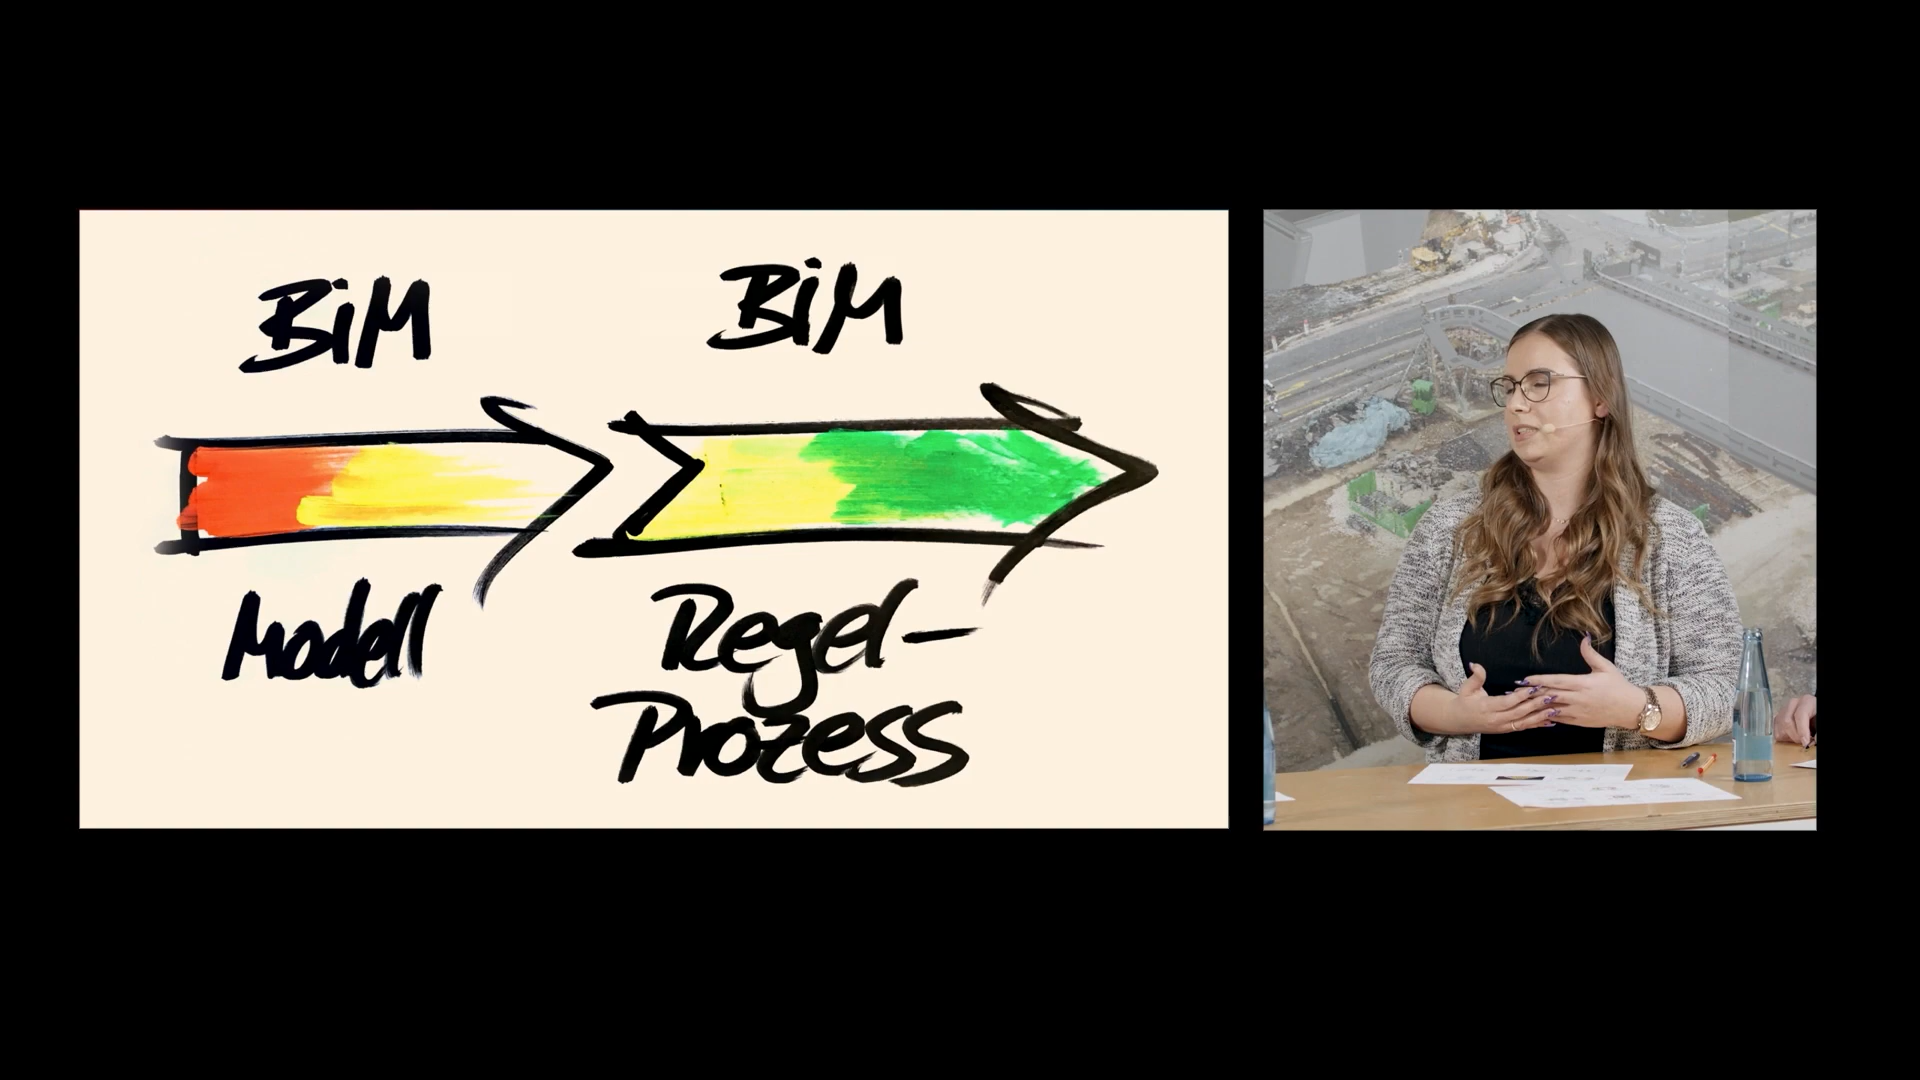 BiM
Modell
BiM
Regel-
Prozess